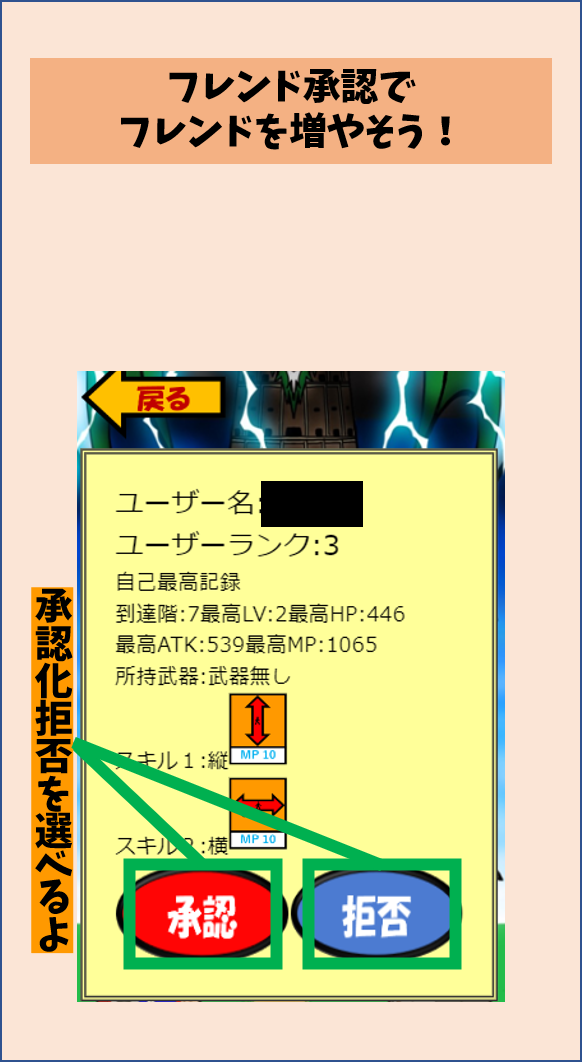 フレンド承認で
フレンドを増やそう！
戻る
ユーザー名:
ユーザーランク:3
自己最高記録
到達階:7最高LV:2最高HP:446
最高ATK:539最高MP:1065
所持武器:武器無し
MP 10
スキル１:縦
MP 10
スキル２:横
承認
拒否
承認化拒否を選べるよ